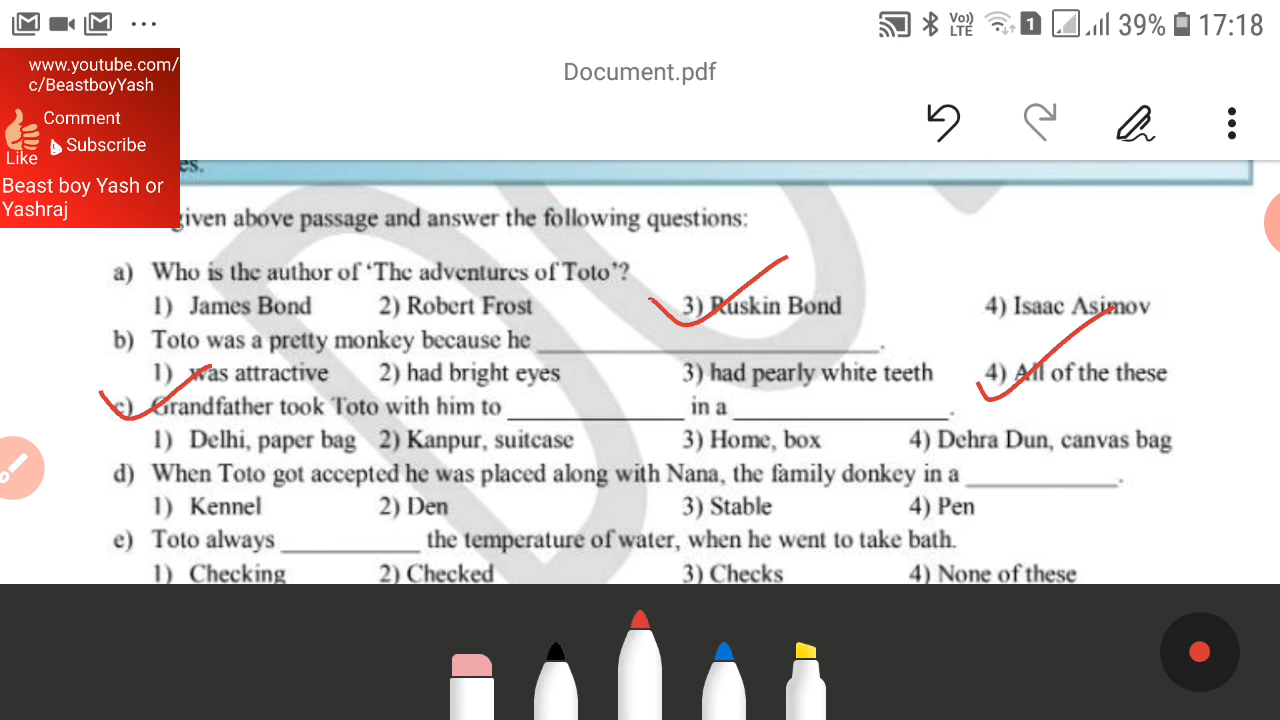 39% 17:18
Vo))
LTE
1
www.youtube.com/
c/BeastboyYash
Comment
Subscribe
Like
Beast boy Yash or
Yashraj
Document.pdf
es.
given above passage and answer the following questions:
a) Who is the author of ‘The adventures of Toto’?
1) James Bond 2) Robert Frost 3) Ruskin Bond 4) Isaac Asimov
b) Toto was a pretty monkey because he ____________________.
1) was attractive 2) had bright eyes 3) had pearly white teeth 4) All of the these
c) Grandfather took Toto with him to __________ in a ____________.
1) Delhi, paper bag 2) Kanpur, suitcase 3) Home, box 4) Dehra Dun, canvas bag
d) When Toto got accepted he was placed along with Nana, the family donkey in a _________.
1) Kennel 2) Den 3) Stable 4) Pen
e) Toto always ________ the temperature of water, when he went to take bath.
1) Checking 2) Checked 3) Checks 4) None of these